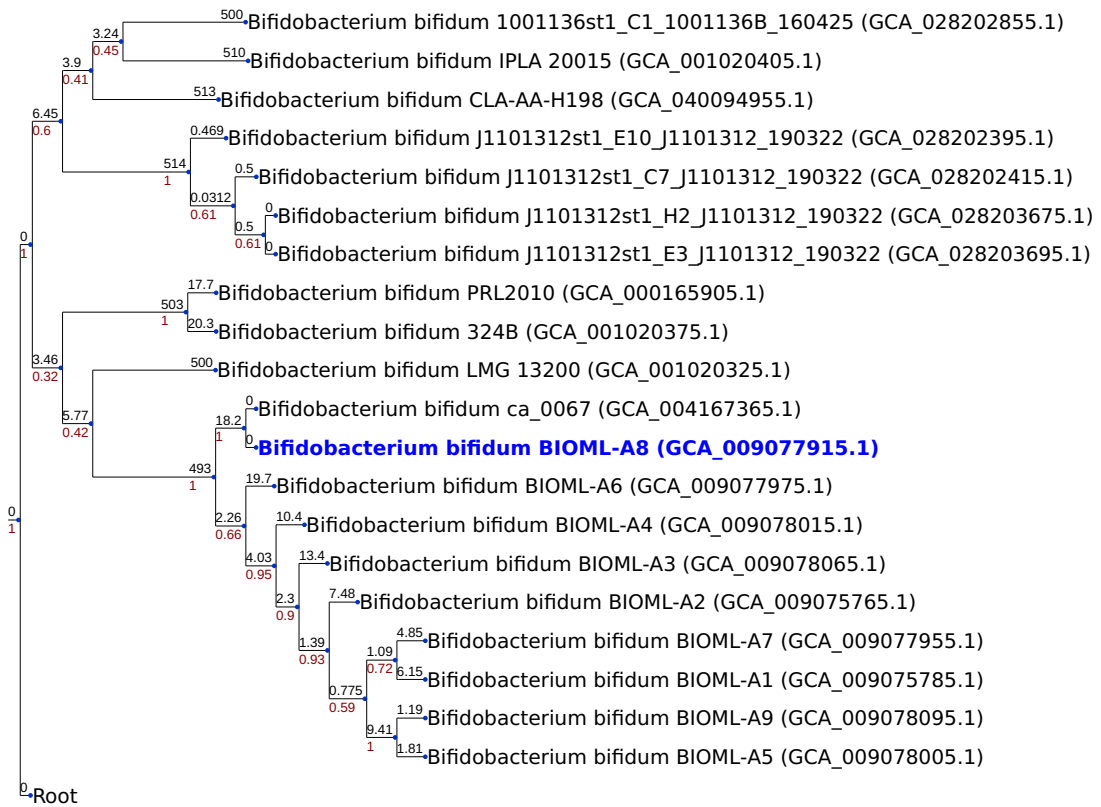 500 Bifidobacterium bifidum 1001136st1_C1_1001136B_160425 (GCA_028202855.1)
3.24
0.45
510 Bifidobacterium bifidum IPLA 20015 (GCA_001020405.1)
3.9
0.41
513 Bifidobacterium bifidum CLA-AA-H198 (GCA_040094955.1)
6.45
0.6
0.469 Bifidobacterium bifidum J1101312st1_E10_J1101312_190322 (GCA_028202395.1)
514
1
0.5 Bifidobacterium bifidum J1101312st1_C7_J1101312_190322 (GCA_028202415.1)
0.0312
0.61
0 Bifidobacterium bifidum J1101312st1_H2_J1101312_190322 (GCA_028203675.1)
0.5
0.61
0 Bifidobacterium bifidum J1101312st1_E3_J1101312_190322 (GCA_028203695.1)
0
1
17.7 Bifidobacterium bifidum PRL2010 (GCA_000165905.1)
503
1
20.3 Bifidobacterium bifidum 324B (GCA_001020375.1)
3.46
0.32
500 Bifidobacterium bifidum LMG 13200 (GCA_001020325.1)
5.77
0.42
0 Bifidobacterium bifidum ca_0067 (GCA_004167365.1)
18.2
1
0 Bifidobacterium bifidum BIOML-A8 (GCA_009077915.1)
493
1
19.7 Bifidobacterium bifidum BIOML-A6 (GCA_009077975.1)
2.26
0.66
10.4 Bifidobacterium bifidum BIOML-A4 (GCA_009078015.1)
4.03
0.95
13.4 Bifidobacterium bifidum BIOML-A3 (GCA_009078065.1)
2.3
0.9
7.48 Bifidobacterium bifidum BIOML-A2 (GCA_009075765.1)
1.39
0.93
4.85 Bifidobacterium bifidum BIOML-A7 (GCA_009077955.1)
1.09
0.72
6.15 Bifidobacterium bifidum BIOML-A1 (GCA_009075785.1)
0.775
0.59
1.19 Bifidobacterium bifidum BIOML-A9 (GCA_009078095.1)
9.41
1
1.81 Bifidobacterium bifidum BIOML-A5 (GCA_009078005.1)
0
1
0 Root